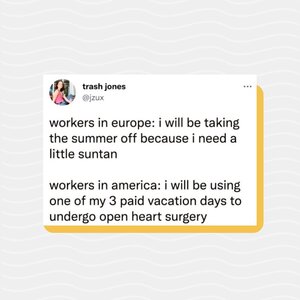 trash jones
@jzux
workers in europe: i will be taking
the summer off because i need a
little suntan
workers in america: i will be using
one of my 3 paid vacation days to
undergo open heart surgery